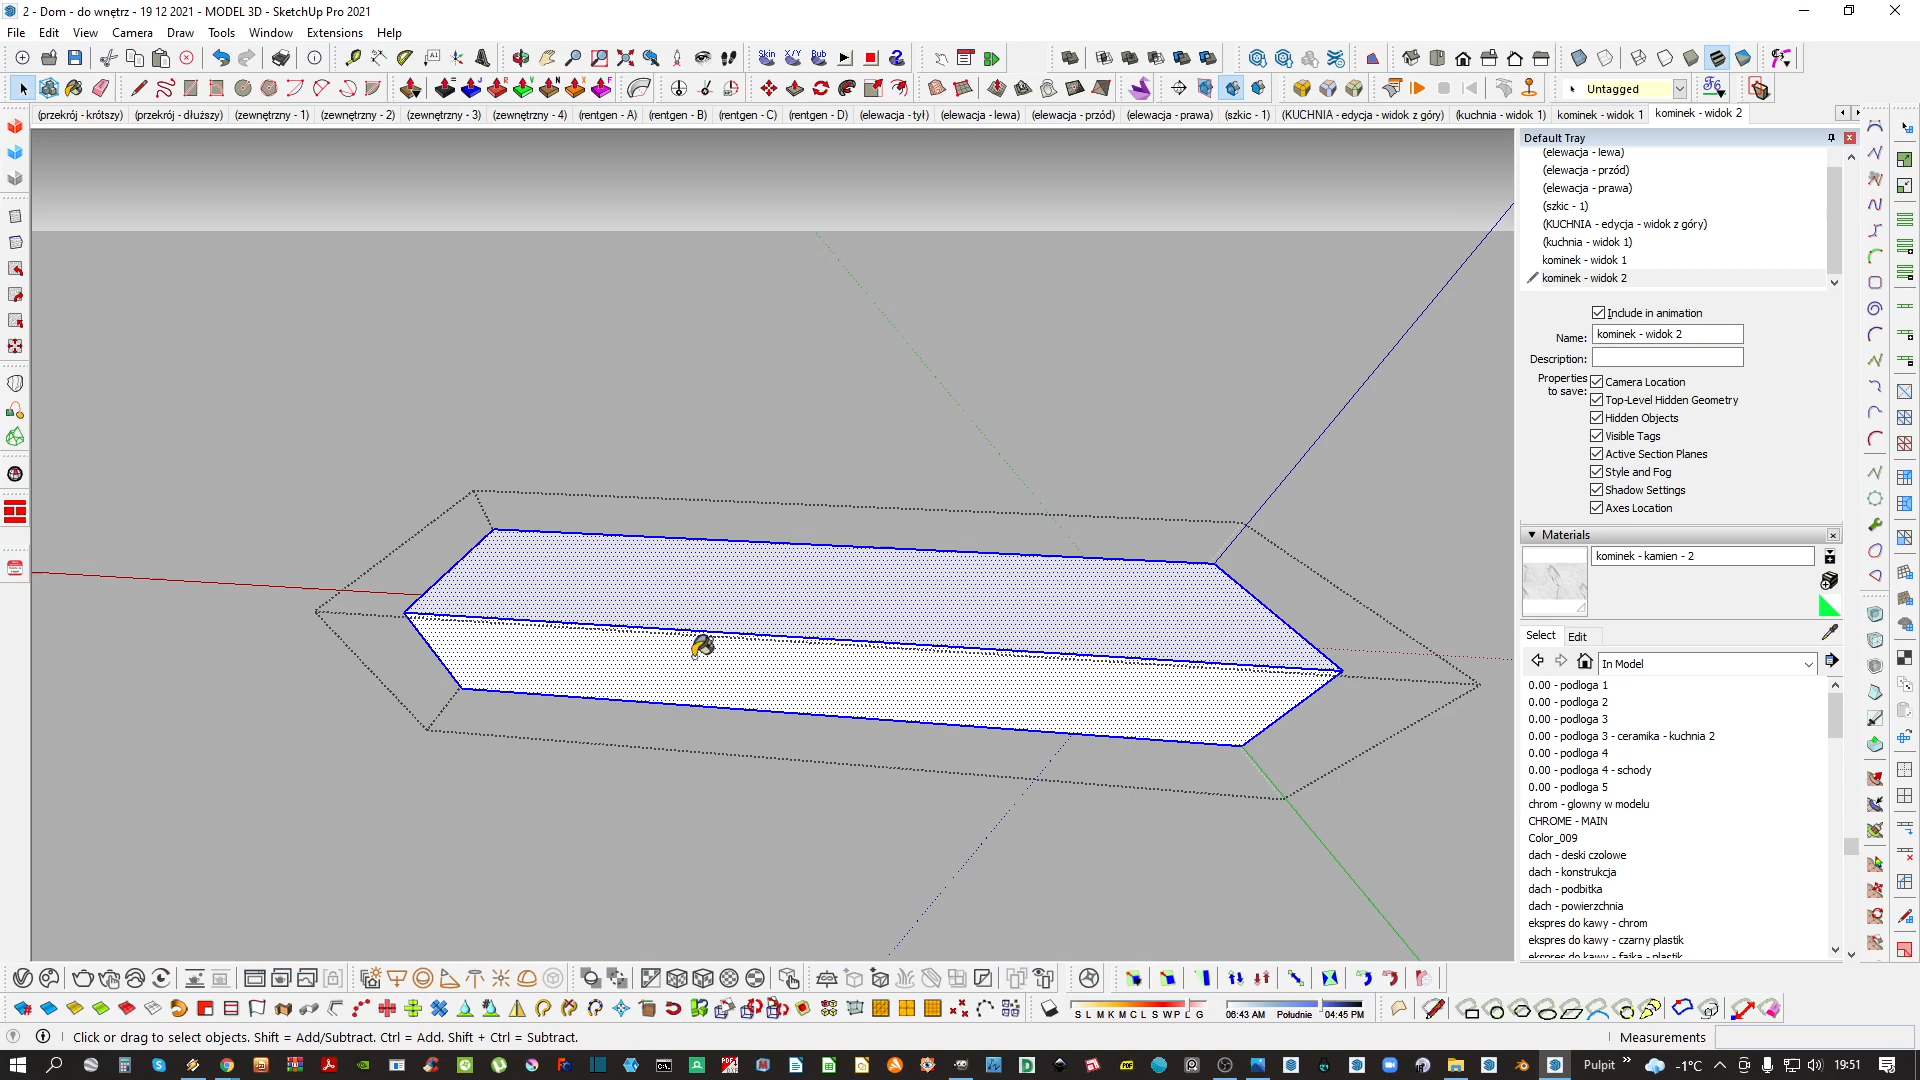 2 - Dom - do wnętrz - 19 12 2021 - MODEL 3D - SketchUp Pro 2021
File Edit View Camera Draw Tools Window Extensions Help
Skin X/Y Bub
Untagged
(przekrój - krótszy) (przekrój - dłuższy) (zewnętrzny - 1) (zewnętrzny - 2) (zewnętrzny - 3) (zewnętrzny - 4) (rentgen - A) (rentgen - B) (rentgen - C) (rentgen - D) (elewacja - tył) (elewacja - lewa) (elewacja - przód) (elewacja - prawa) (szkic - 1) (KUCHNIA - edycja - widok z góry) (kuchnia - widok 1) kominek - widok 1 kominek - widok 2
Default Tray
(elewacja - lewa)
(elewacja - przód)
(elewacja - prawa)
(szkic - 1)
(KUCHNIA - edycja - widok z góry)
(kuchnia - widok 1)
kominek - widok 1
kominek - widok 2
Include in animation
Name: kominek - widok 2
Description:
Properties to save:
Camera Location
Top-Level Hidden Geometry
Hidden Objects
Visible Tags
Active Section Planes
Style and Fog
Shadow Settings
Axes Location
Materials
kominek - kamien - 2
Select Edit
In Model
0.00 - podloga 1
0.00 - podloga 2
0.00 - podloga 3
0.00 - podloga 3 - ceramika - kuchnia 2
0.00 - podloga 4
0.00 - podloga 4 - schody
0.00 - podloga 5
chrom - glowny w modelu
CHROME - MAIN
Color_009
dach - deski czolowe
dach - konstrukcja
dach - podbitka
dach - powierzchnia
ekspres do kawy - chrom
ekspres do kawy - czarny plastik
ekspres do kawy - fajka - plastik
06:43 AM Południe 04:45 PM
Click or drag to select objects. Shift = Add/Subtract. Ctrl = Add. Shift + Ctrl = Subtract.
Measurements
Pulpit
-1°C
19:51